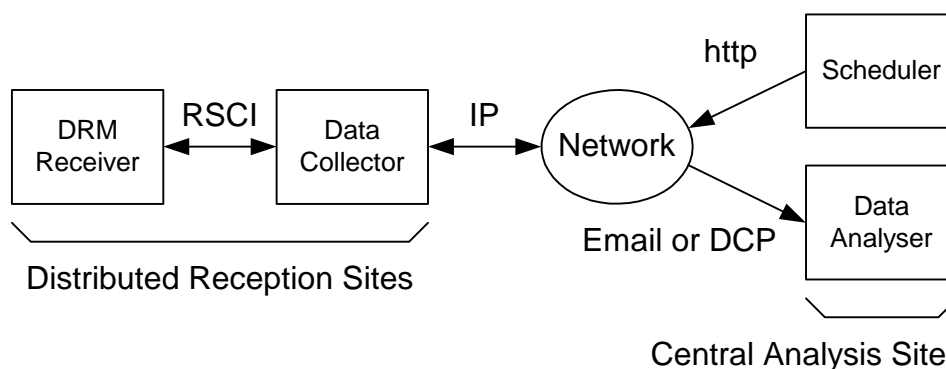 http
Scheduler
DRM
Receiver
RSCI
Data
Collector
IP
Network
Data
Analyser
Email or DCP
Distributed Reception Sites
Central Analysis Site